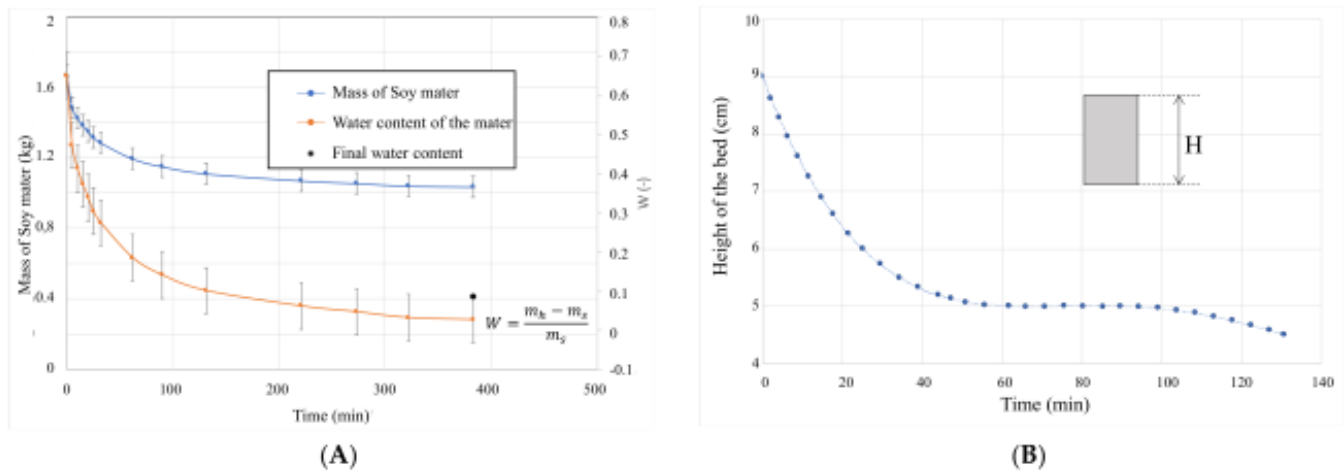 2
1.6
1.2
0.8
0.4
0
Mass of Soy mater (kg)
0.8
0.7
0.6
0.5
0.4
0.3
0.2
0.1
0
-0.1
W (-)
Mass of Soy mater
Water content of the mater
Final water content
W = (m_h − m_s) / m_s
0 100 200 300 400 500
Time (min)
(A)
10
9
8
7
6
5
4
Height of the bed (cm)
H
0 20 40 60 80 100 120 140
Time (min)
(B)